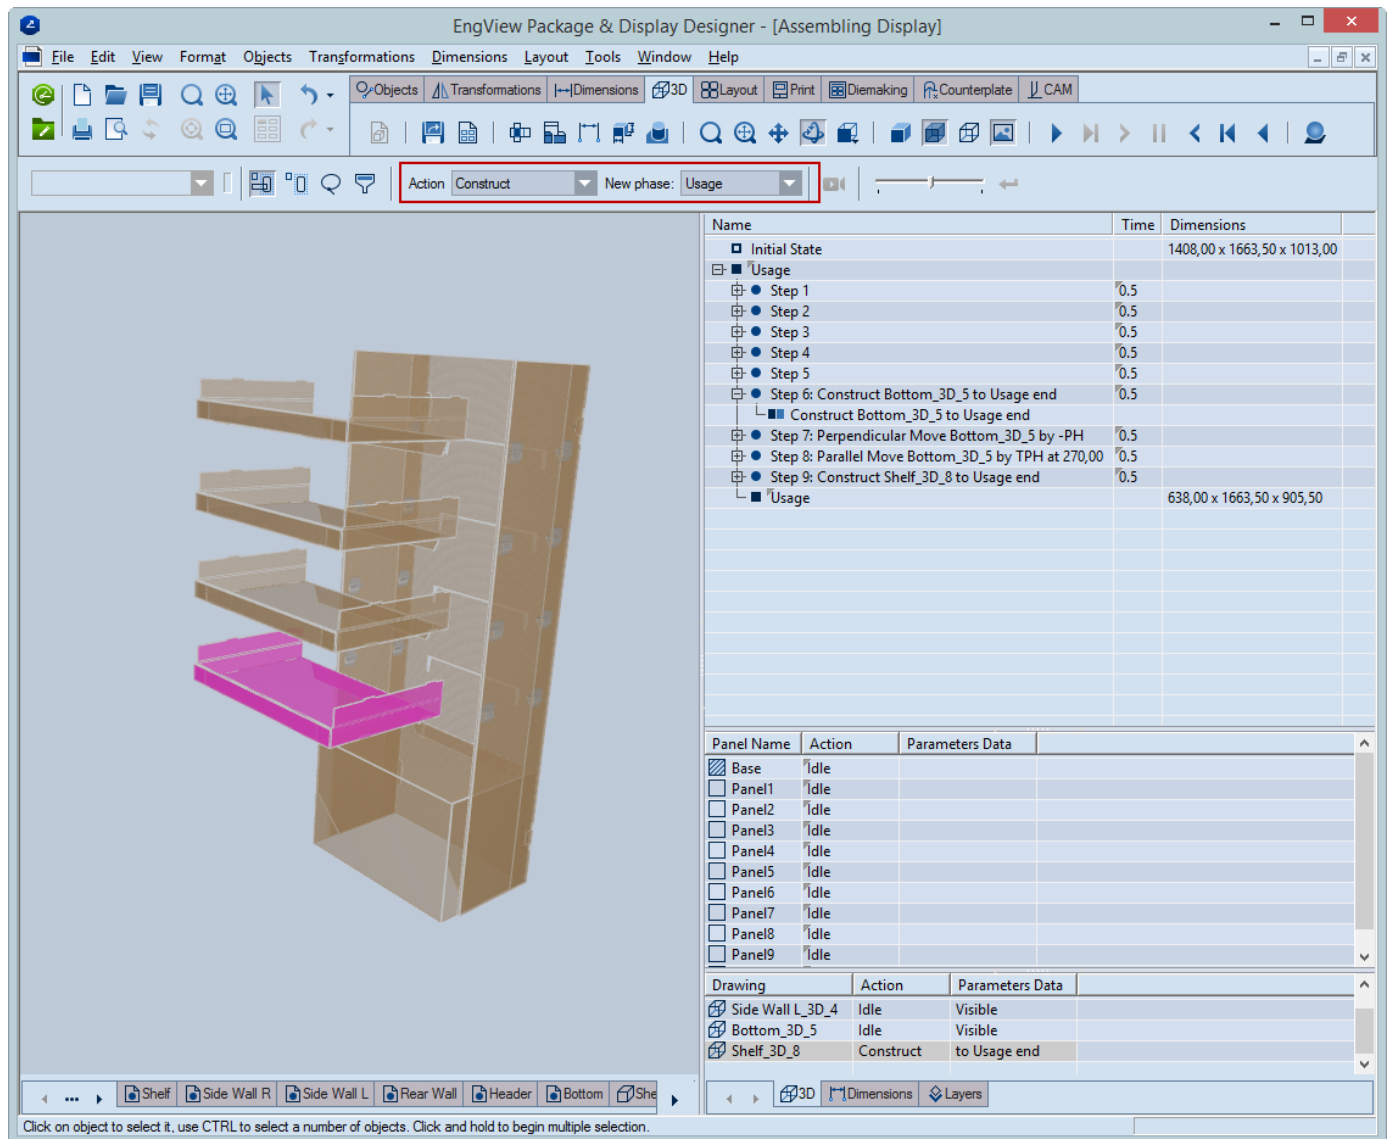 EngView Package & Display Designer - [Assembling Display]
File Edit View Format Objects Transformations Dimensions Layout Tools Window Help
Objects Transformations Dimensions 3D Layout Print Diemaking Counterplate CAM
Action Construct New phase: Usage
Name Time Dimensions
Initial State 1408,00 x 1663,50 x 1013,00
Usage
Step 1 0.5
Step 2 0.5
Step 3 0.5
Step 4 0.5
Step 5 0.5
Step 6: Construct Bottom_3D_5 to Usage end 0.5
Construct Bottom_3D_5 to Usage end
Step 7: Perpendicular Move Bottom_3D_5 by -PH 0.5
Step 8: Parallel Move Bottom_3D_5 by TPH at 270,00 0.5
Step 9: Construct Shelf_3D_8 to Usage end 0.5
Usage 638,00 x 1663,50 x 905,50
Panel Name Action Parameters Data
Base Idle
Panel1 Idle
Panel2 Idle
Panel3 Idle
Panel4 Idle
Panel5 Idle
Panel6 Idle
Panel7 Idle
Panel8 Idle
Panel9 Idle
Drawing Action Parameters Data
Side Wall L_3D_4 Idle Visible
Bottom_3D_5 Idle Visible
Shelf_3D_8 Construct to Usage end
Shelf Side Wall R Side Wall L Rear Wall Header Bottom She
3D Dimensions Layers
Click on object to select it, use CTRL to select a number of objects. Click and hold to begin multiple selection.